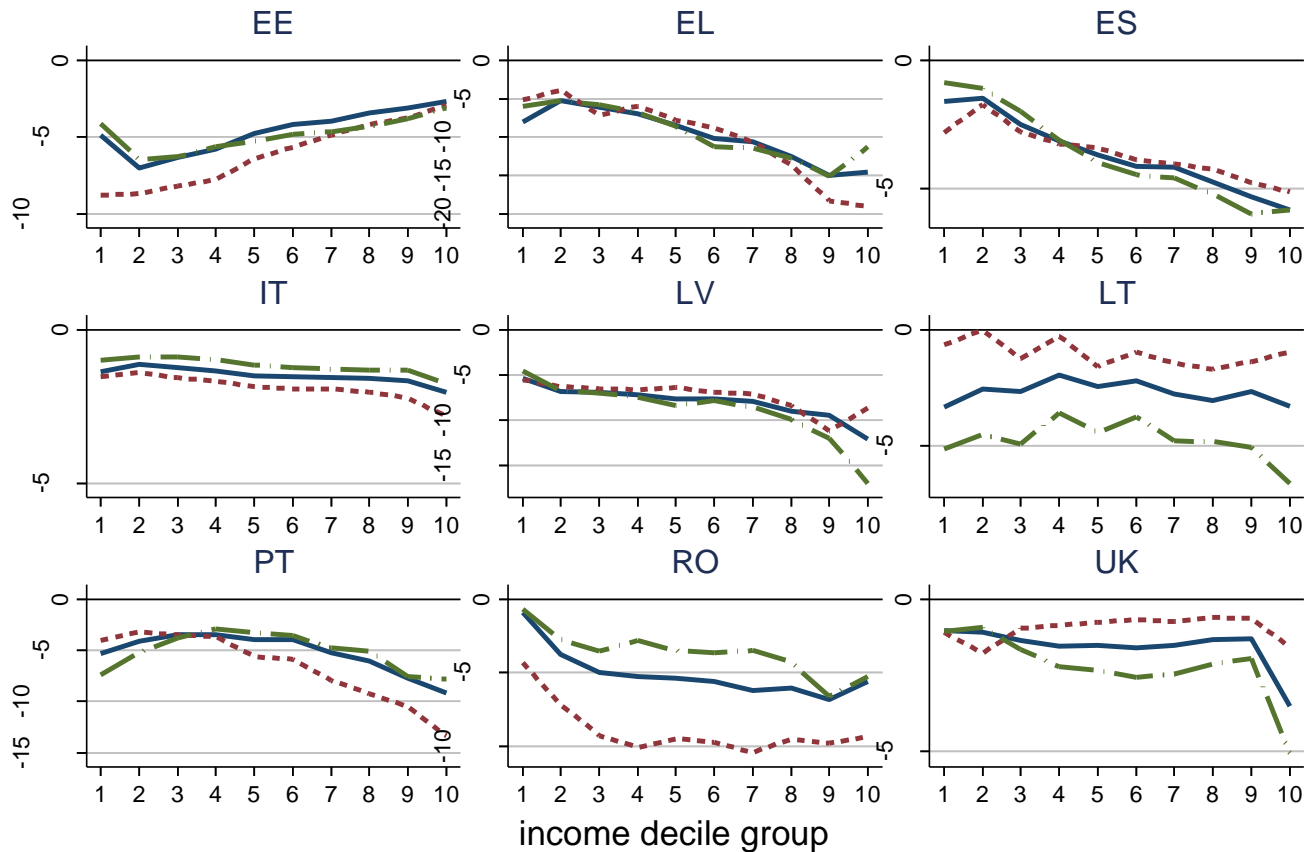 EE EL ES
0 0
-5 -5 -10 -15 -20
-10 -5
1 2 3 4 5 6 7 8 9 10 1 2 3 4 5 6 7 8 9 10 1 2 3 4 5 6 7 8 9 10
IT LV LT
0 0
-5 -10 -15 -5
-5
1 2 3 4 5 6 7 8 9 10 1 2 3 4 5 6 7 8 9 10 1 2 3 4 5 6 7 8 9 10
PT RO UK
0 0 0
-5 -5
-10 -10 -5
-15
1 2 3 4 5 6 7 8 9 10 1 2 3 4 5 6 7 8 9 10 1 2 3 4 5 6 7 8 9 10
income decile group